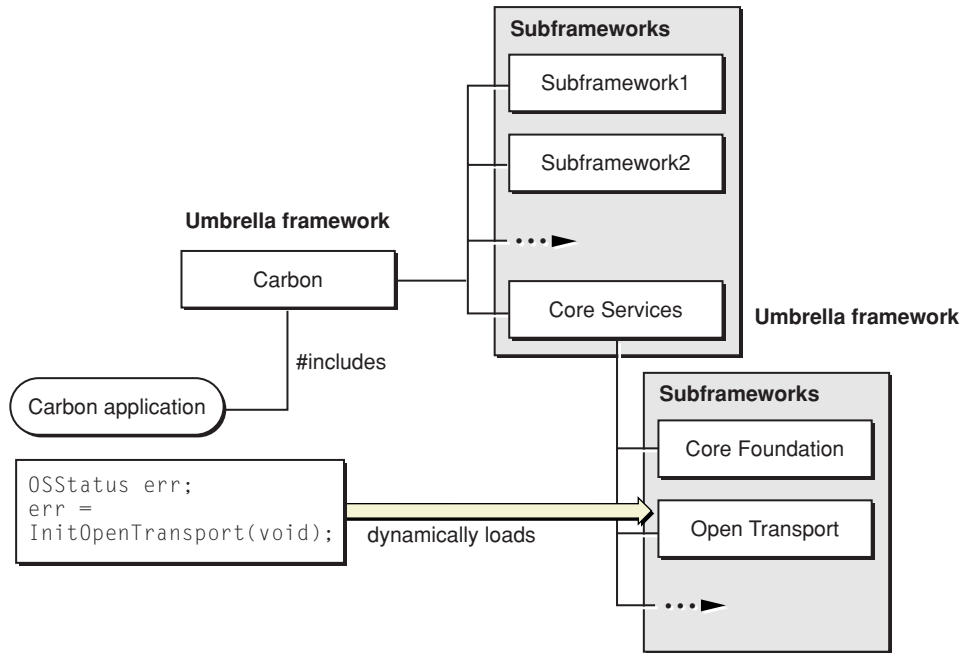 Subframeworks
Subframework1
Subframework2
Umbrella framework
Carbon
Core Services
Umbrella framework
#includes
Carbon application
Subframeworks
Core Foundation
OSStatus err;
err =
InitOpenTransport(void);
dynamically loads
Open Transport